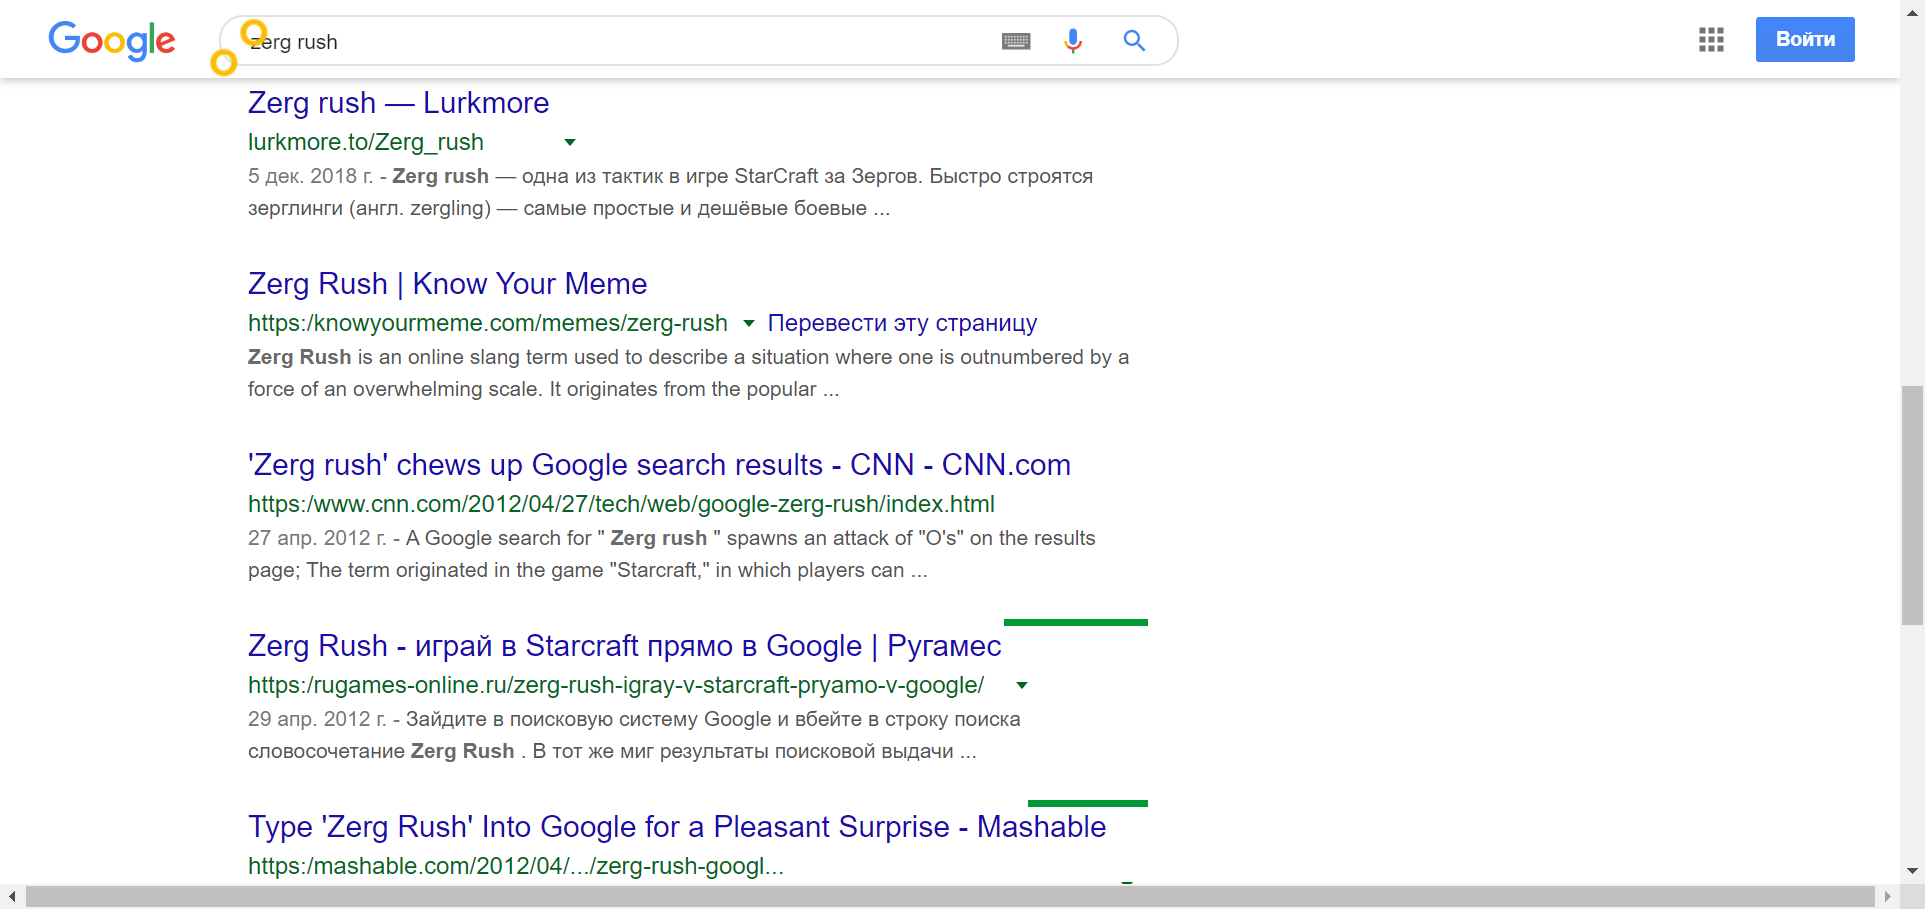 Google
zerg rush
Войти
Zerg rush — Lurkmore
lurkmore.to/Zerg_rush
5 дек. 2018 г. - Zerg rush — одна из тактик в игре StarCraft за Зергов. Быстро строятся
зерглинги (англ. zergling) — самые простые и дешёвые боевые ...
Zerg Rush | Know Your Meme
https:/knowyourmeme.com/memes/zerg-rush Перевести эту страницу
Zerg Rush is an online slang term used to describe a situation where one is outnumbered by a
force of an overwhelming scale. It originates from the popular ...
'Zerg rush' chews up Google search results - CNN - CNN.com
https:/www.cnn.com/2012/04/27/tech/web/google-zerg-rush/index.html
27 апр. 2012 г. - A Google search for " Zerg rush " spawns an attack of "O's" on the results
page; The term originated in the game "Starcraft," in which players can ...
Zerg Rush - играй в Starcraft прямо в Google | Ругамес
https:/rugames-online.ru/zerg-rush-igray-v-starcraft-pryamo-v-google/
29 апр. 2012 г. - Зайдите в поисковую систему Google и вбейте в строку поиска
словосочетание Zerg Rush . В тот же миг результаты поисковой выдачи ...
Type 'Zerg Rush' Into Google for a Pleasant Surprise - Mashable
https:/mashable.com/2012/04/.../zerg-rush-googl...